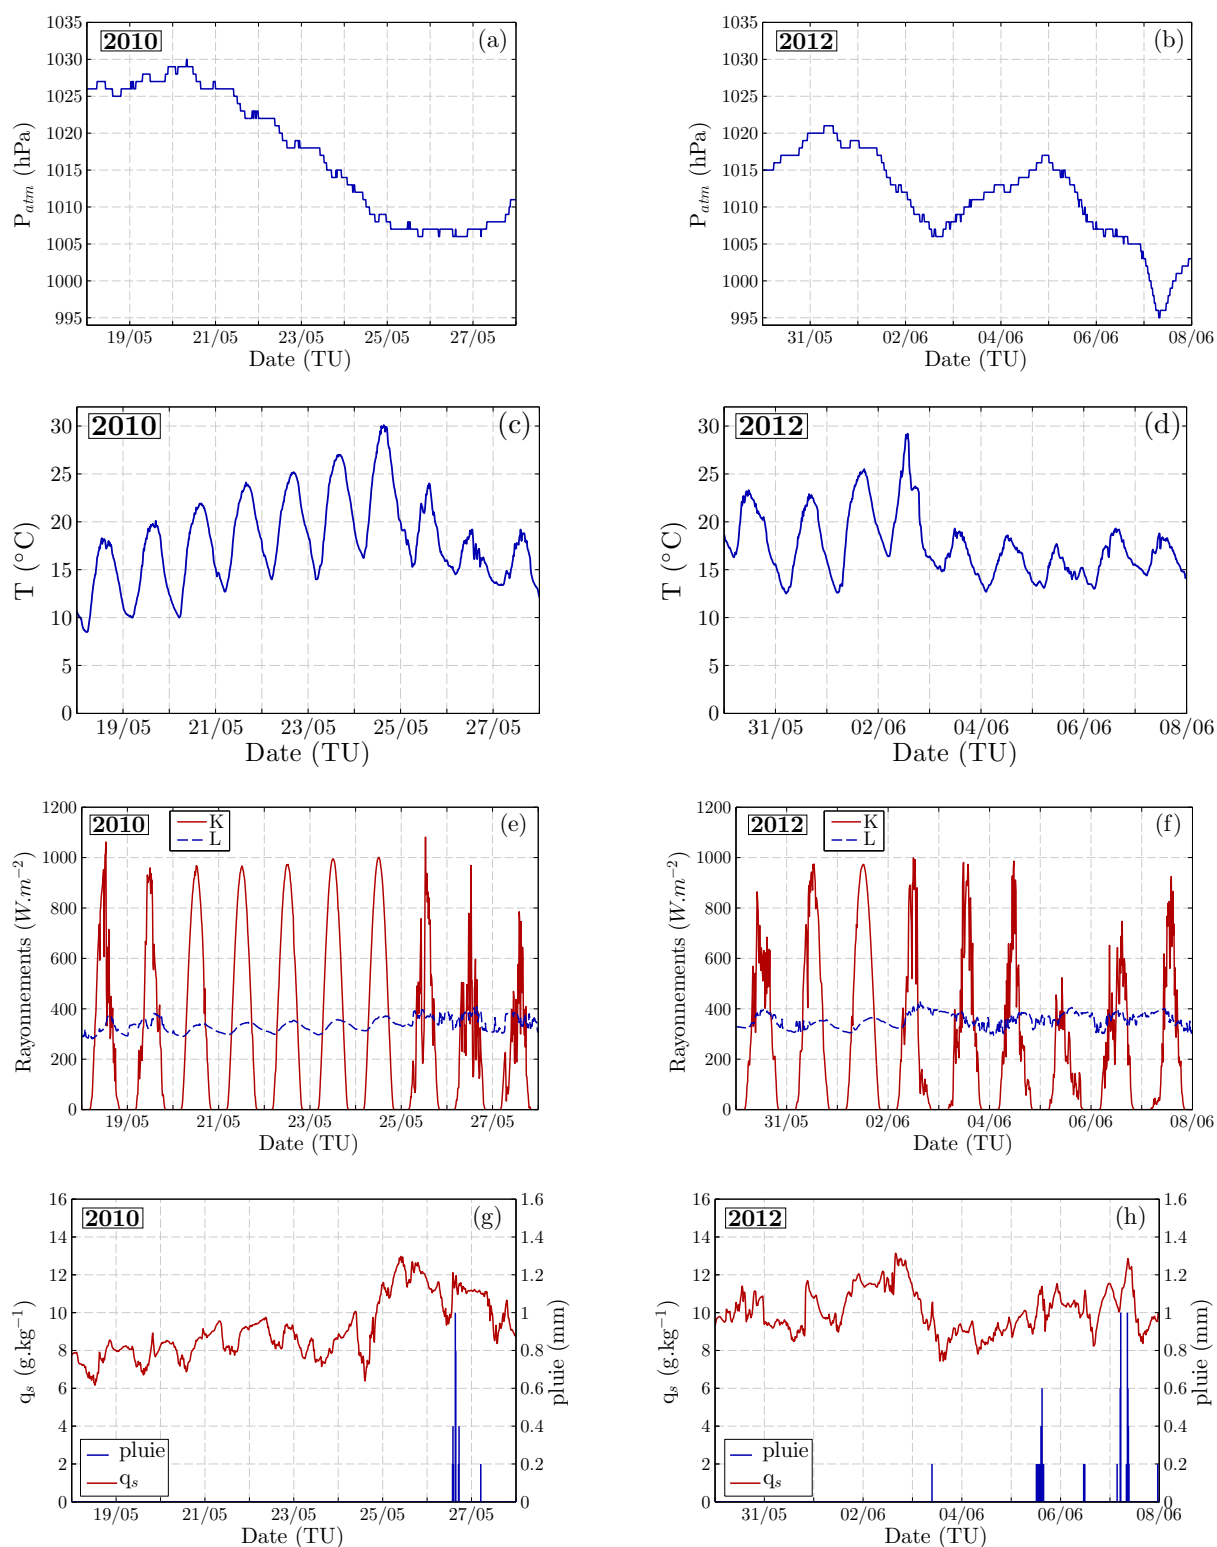 2010
(a)
P_atm (hPa)
1035
1030
1025
1020
1015
1010
1005
1000
995
19/05 21/05 23/05 25/05 27/05
Date (TU)
2012
(b)
P_atm (hPa)
1035
1030
1025
1020
1015
1010
1005
1000
995
31/05 02/06 04/06 06/06 08/06
Date (TU)
2010
(c)
T (°C)
30
25
20
15
10
5
0
19/05 21/05 23/05 25/05 27/05
Date (TU)
2012
(d)
T (°C)
30
25
20
15
10
5
0
31/05 02/06 04/06 06/06 08/06
Date (TU)
2010
K
L
(e)
Rayonnements (W.m⁻²)
1200
1000
800
600
400
200
0
19/05 21/05 23/05 25/05 27/05
Date (TU)
2012
K
L
(f)
Rayonnements (W.m⁻²)
1200
1000
800
600
400
200
0
31/05 02/06 04/06 06/06 08/06
Date (TU)
2010
(g)
q_s (g.kg⁻¹)
16
14
12
10
8
6
4
2
0
pluie
q_s
1.6
1.4
1.2
1
0.8
0.6
0.4
0.2
0
pluie (mm)
19/05 21/05 23/05 25/05 27/05
Date (TU)
2012
(h)
q_s (g.kg⁻¹)
16
14
12
10
8
6
4
2
0
pluie
q_s
1.6
1.4
1.2
1
0.8
0.6
0.4
0.2
0
pluie (mm)
31/05 02/06 04/06 06/06 08/06
Date (TU)